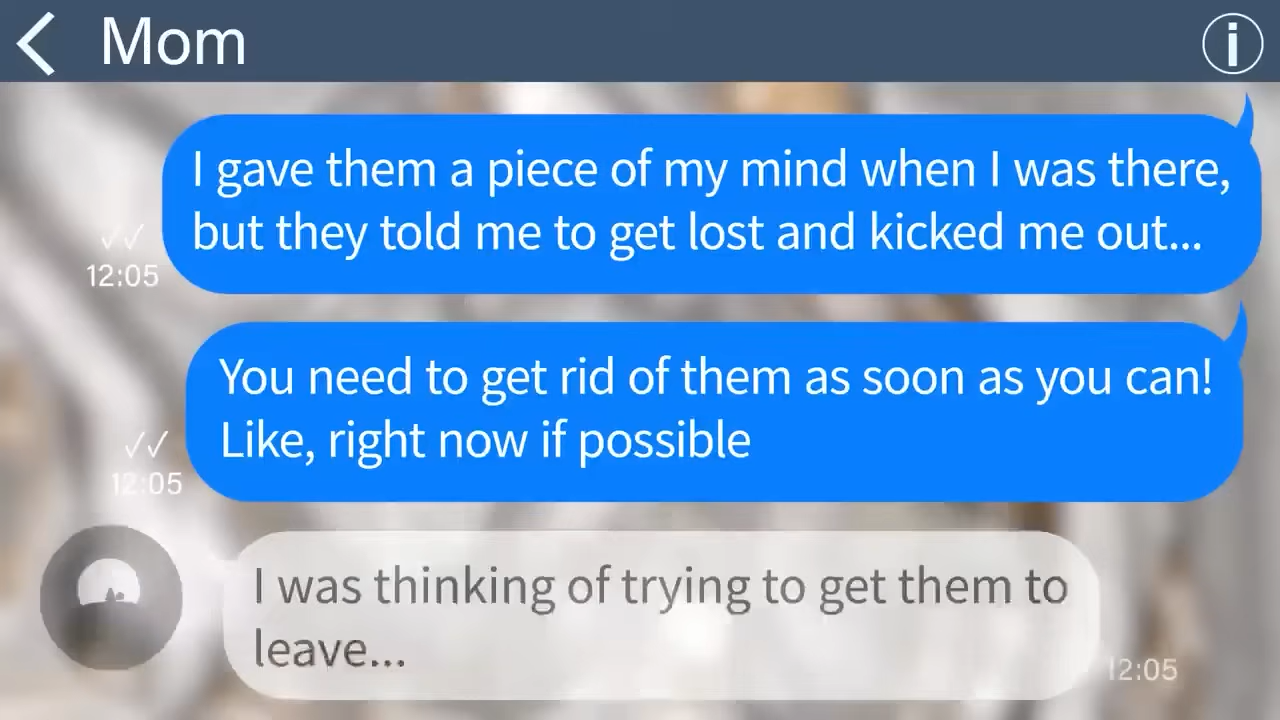 Mom
I gave them a piece of my mind when I was there,
but they told me to get lost and kicked me out...
12:05
You need to get rid of them as soon as you can!
Like, right now if possible
12:05
I was thinking of trying to get them to
leave...
12:05